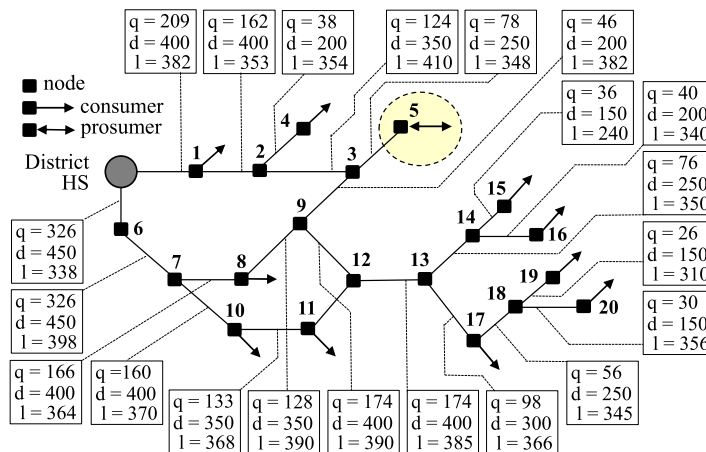 q = 209
d = 400
l = 382
q = 162
d = 400
l = 353
q = 38
d = 200
l = 354
q = 124
d = 350
l = 410
q = 78
d = 250
l = 348
q = 46
d = 200
l = 382
node
consumer
prosumer
q = 36
d = 150
l = 240
q = 40
d = 200
l = 340
District
HS
1
2
4
3
5
q = 76
d = 250
l = 350
6
7
8
9
10
11
12
13
14
15
16
17
18
19
20
q = 326
d = 450
l = 338
q = 26
d = 150
l = 310
q = 326
d = 450
l = 398
q = 30
d = 150
l = 356
q = 166
d = 400
l = 364
q =160
d = 400
l = 370
q = 133
d = 350
l = 368
q = 128
d = 350
l = 390
q = 174
d = 400
l = 390
q = 174
d = 400
l = 385
q = 98
d = 300
l = 366
q = 56
d = 250
l = 345